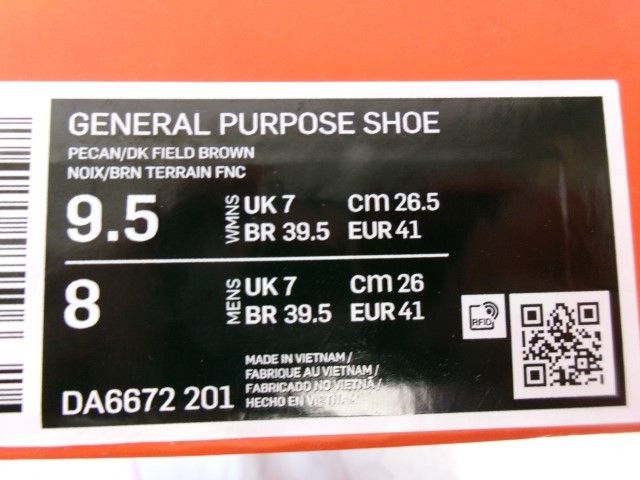 GENERAL PURPOSE SHOE
PECAN/DK FIELD BROWN
NOIX/BRN TERRAIN FNC
9.5 WMNS UK 7 cm 26.5
BR 39.5 EUR 41
8 MENS UK 7 cm 26
BR 39.5 EUR 41
RFID
MADE IN VIETNAM /
FABRIQUE AU VIETNAM /
FABRICADO NO VIETNÃ /
DA6672 201 HECHO EN VIETNAM